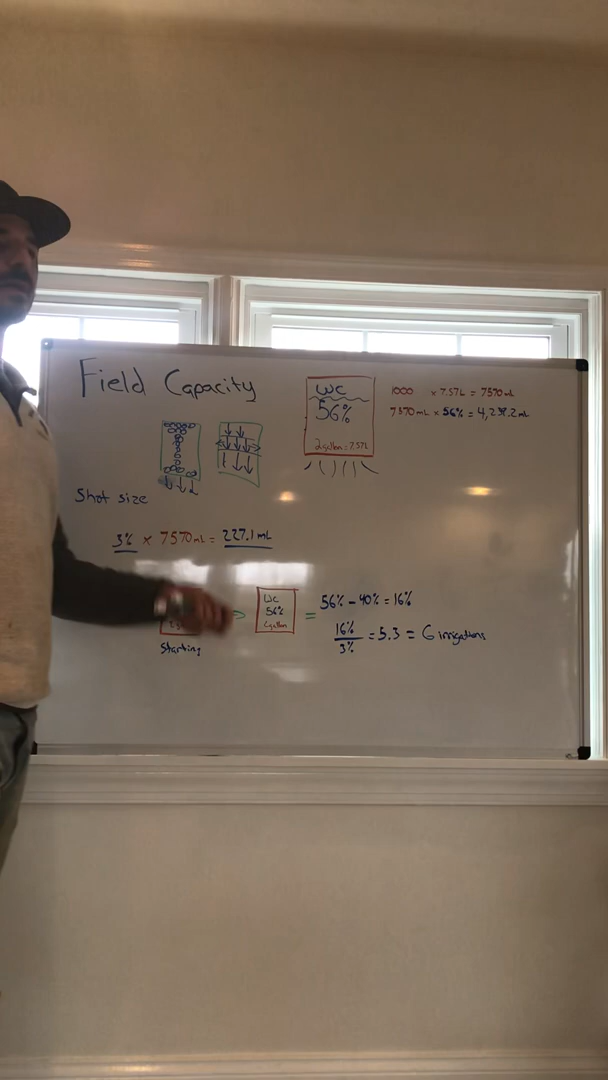 Field Capacity
WC
56%
2 gallon = 7.57L
1000 x 7.57L = 7570 mL
7570 mL x 56% = 4,239.2 mL
Shot size
3% x 7570 mL = 227.1 mL
Starting
WC
56%
2 gallon
= 56% - 40% = 16%
16%
3%
= 5.3 = 6 irrigations